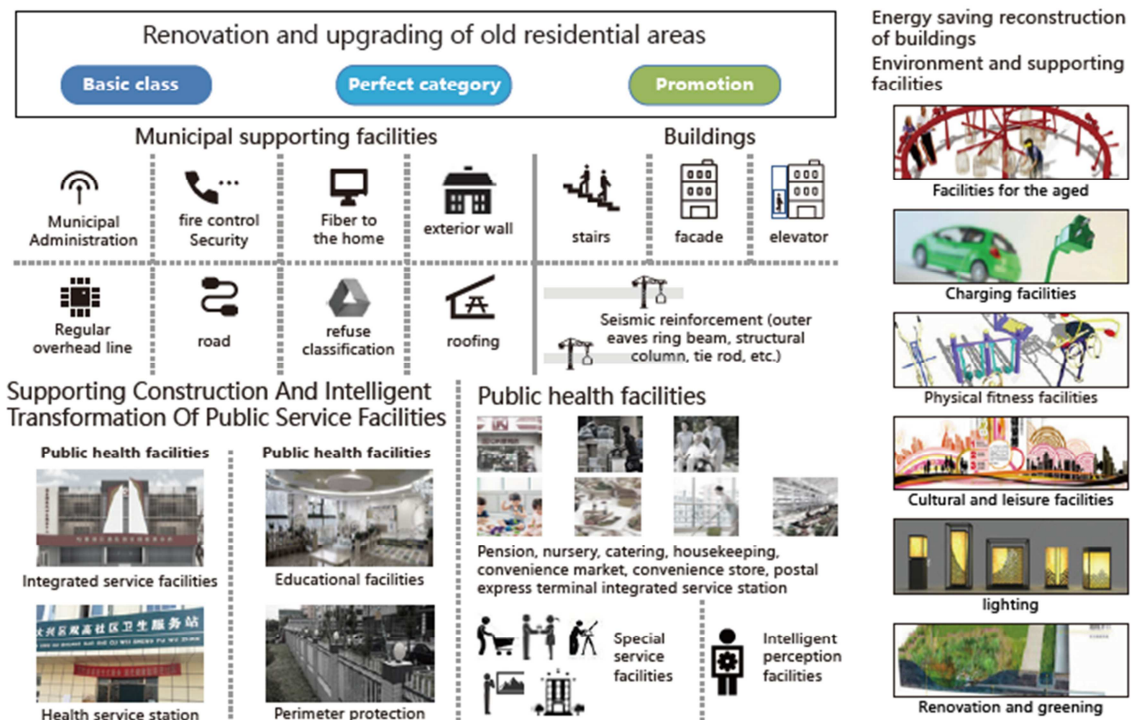 Renovation and upgrading of old residential areas
Basic class
Perfect category
Promotion
Municipal supporting facilities
Municipal
Administration
fire control
Security
Fiber to
the home
exterior wall
Regular
overhead line
road
refuse
classification
roofing
Buildings
stairs
facade
elevator
Seismic reinforcement (outer
eaves ring beam, structural
column, tie rod, etc.)
Supporting Construction And Intelligent
Transformation Of Public Service Facilities
Public health facilities
Integrated service facilities
大兴区双高社区卫生服务站
Health service station
Public health facilities
Educational facilities
Perimeter protection
Public health facilities
Pension, nursery, catering, housekeeping,
convenience market, convenience store, postal
express terminal integrated service station
Special
service
facilities
Intelligent
perception
facilities
Energy saving reconstruction
of buildings
Environment and supporting
facilities
Facilities for the aged
Charging facilities
Physical fitness facilities
Cultural and leisure facilities
lighting
Renovation and greening